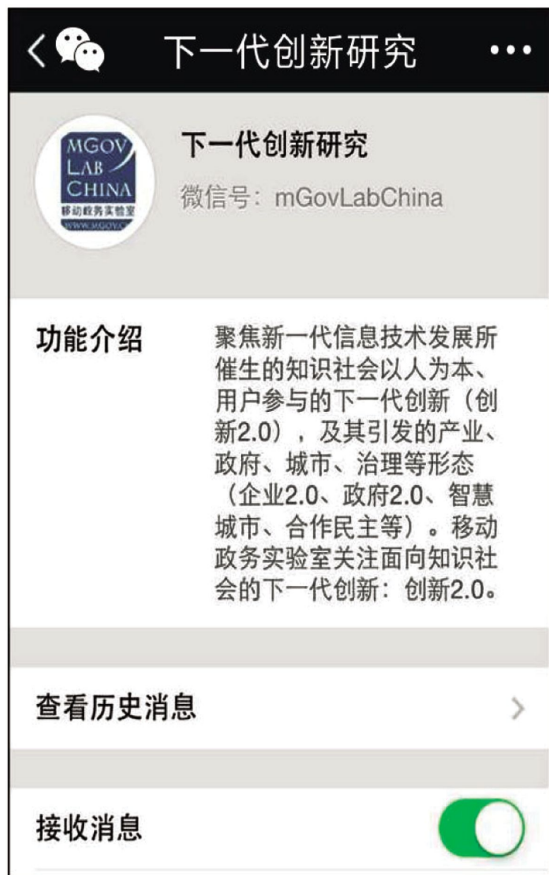 下一代创新研究
MGOV
LAB
CHINA
移动政务实验室
WWW.MGOV.C
下一代创新研究
微信号：mGovLabChina
功能介绍
聚焦新一代信息技术发展所
催生的知识社会以人为本、
用户参与的下一代创新（创
新2.0），及其引发的产业、
政府、城市、治理等形态
（企业2.0、政府2.0、智慧
城市、合作民主等）。移动
政务实验室关注面向知识社
会的下一代创新：创新2.0。
查看历史消息
接收消息